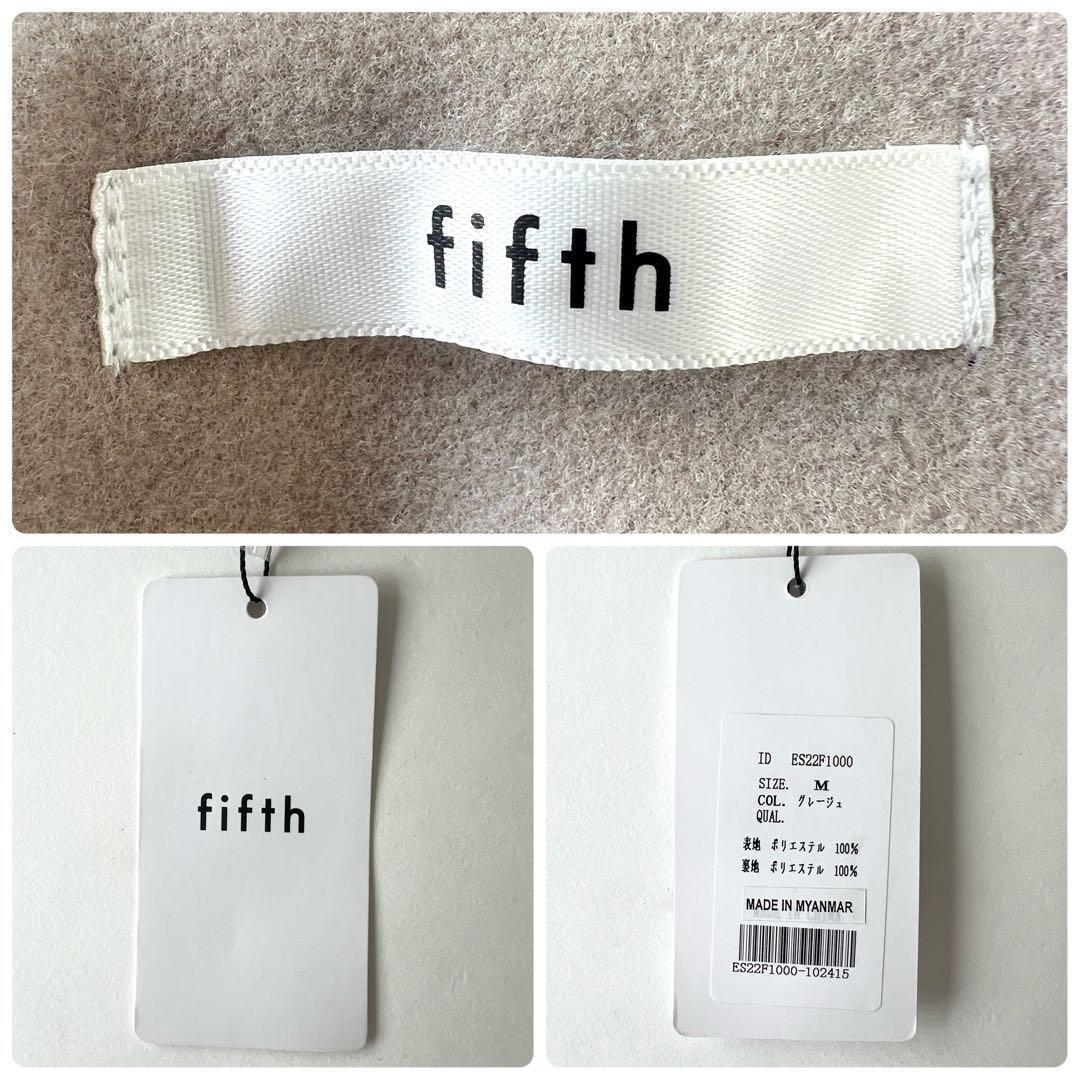 fifth
fifth
ID ES22F1000
SIZE. M
COL. グレージュ
QUAL.
表地 ポリエステル 100%
裏地 ポリエステル 100%
MADE IN MYANMAR
ES22F1000-102415